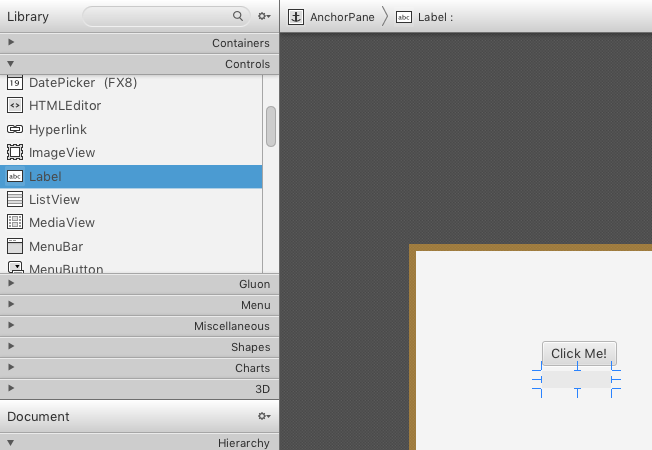 Library
Containers
Controls
19 DatePicker (FX8)
<> HTMLEditor
Hyperlink
ImageView
abc Label
ListView
MediaView
MenuBar
MenuButton
Gluon
Menu
Miscellaneous
Shapes
Charts
3D
Document
Hierarchy
AnchorPane abc Label :
Click Me!